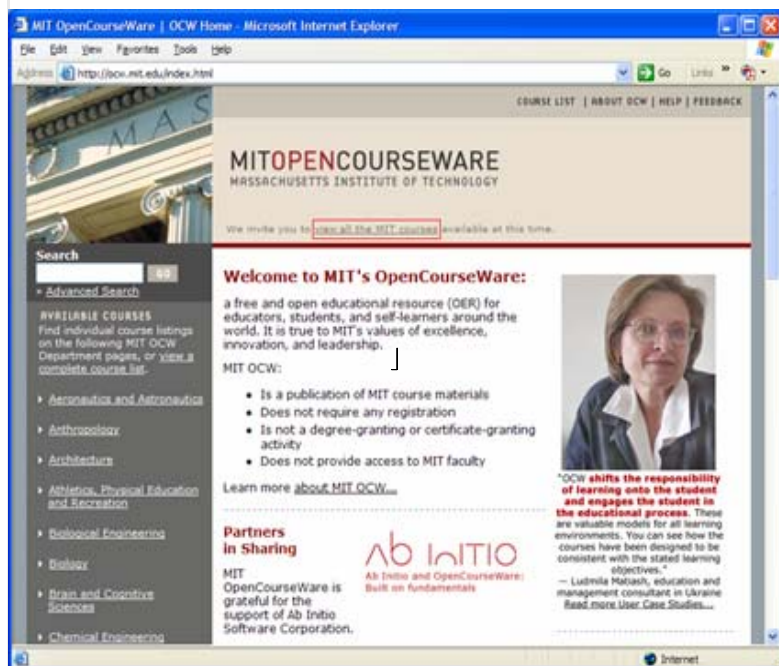 MIT OpenCourseWare | OCW Home - Microsoft Internet Explorer
File Edit View Favorites Tools Help
Address http://ocw.mit.edu/index.html Go Links »
MAS
COURSE LIST | ABOUT OCW | HELP | FEEDBACK
MITOPENCOURSEWARE
MASSACHUSETTS INSTITUTE OF TECHNOLOGY
We invite you to view all the MIT courses available at this time.
Search
GO
» Advanced Search
AVAILABLE COURSES
Find individual course listings
on the following MIT OCW
Department pages, or view a
complete course list.
Aeronautics and Astronautics
Anthropology
Architecture
Athletics, Physical Education
and Recreation
Biological Engineering
Biology
Brain and Cognitive
Sciences
Chemical Engineering
Welcome to MIT's OpenCourseWare:
a free and open educational resource (OER) for
educators, students, and self-learners around the
world. It is true to MIT's values of excellence,
innovation, and leadership.
MIT OCW:
• Is a publication of MIT course materials
• Does not require any registration
• Is not a degree-granting or certificate-granting
activity
• Does not provide access to MIT faculty
Learn more about MIT OCW...
Partners
in Sharing
MIT
OpenCourseWare is
grateful for the
support of Ab Initio
Software Corporation.
Ab Initio
Ab Initio and OpenCourseWare:
Built on fundamentals
"OCW shifts the responsibility
of learning onto the student
and engages the student in
the educational process. These
are valuable models for all learning
environments. You can see how the
courses have been designed to be
consistent with the stated learning
objectives."
— Ludmila Matiash, education and
management consultant in Ukraine
Read more User Case Studies...
Internet